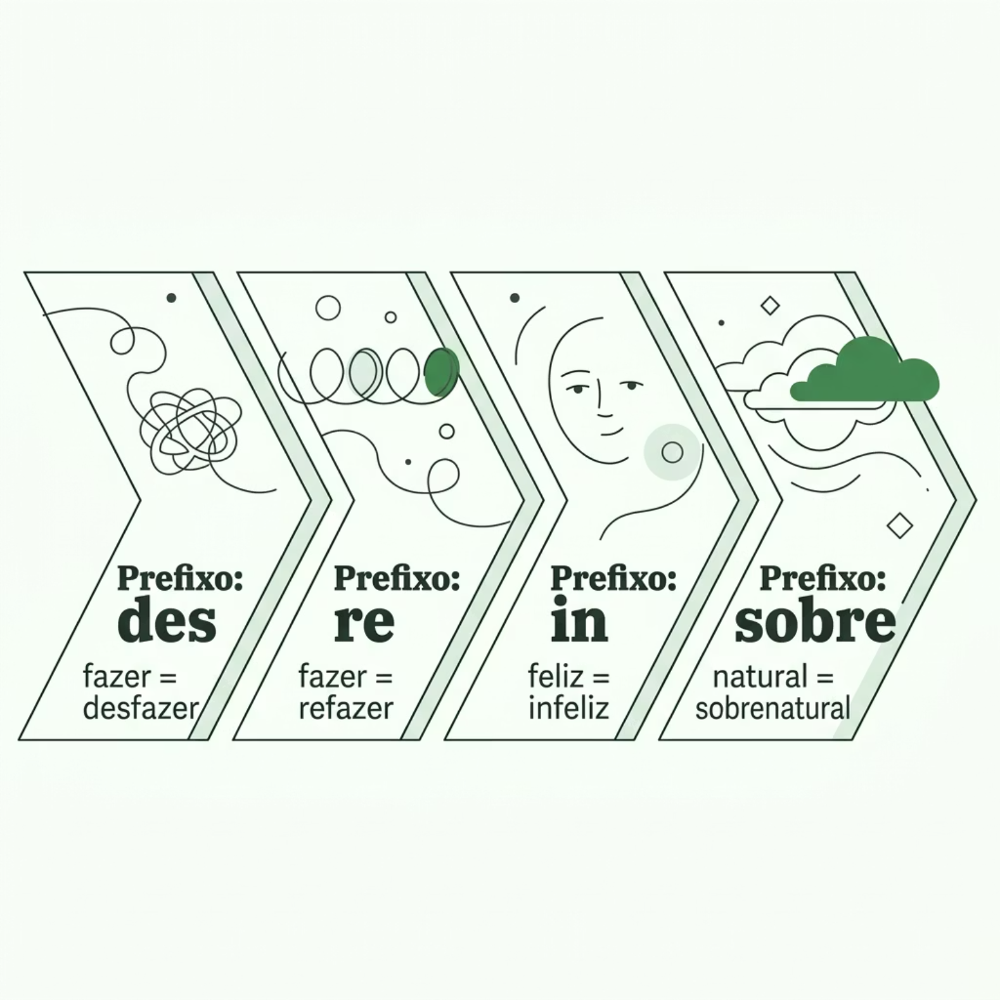 Prefixo:
des
fazer =
desfazer
Prefixo:
re
fazer =
refazer
Prefixo:
in
feliz =
infeliz
Prefixo:
sobre
natural =
sobrenatural